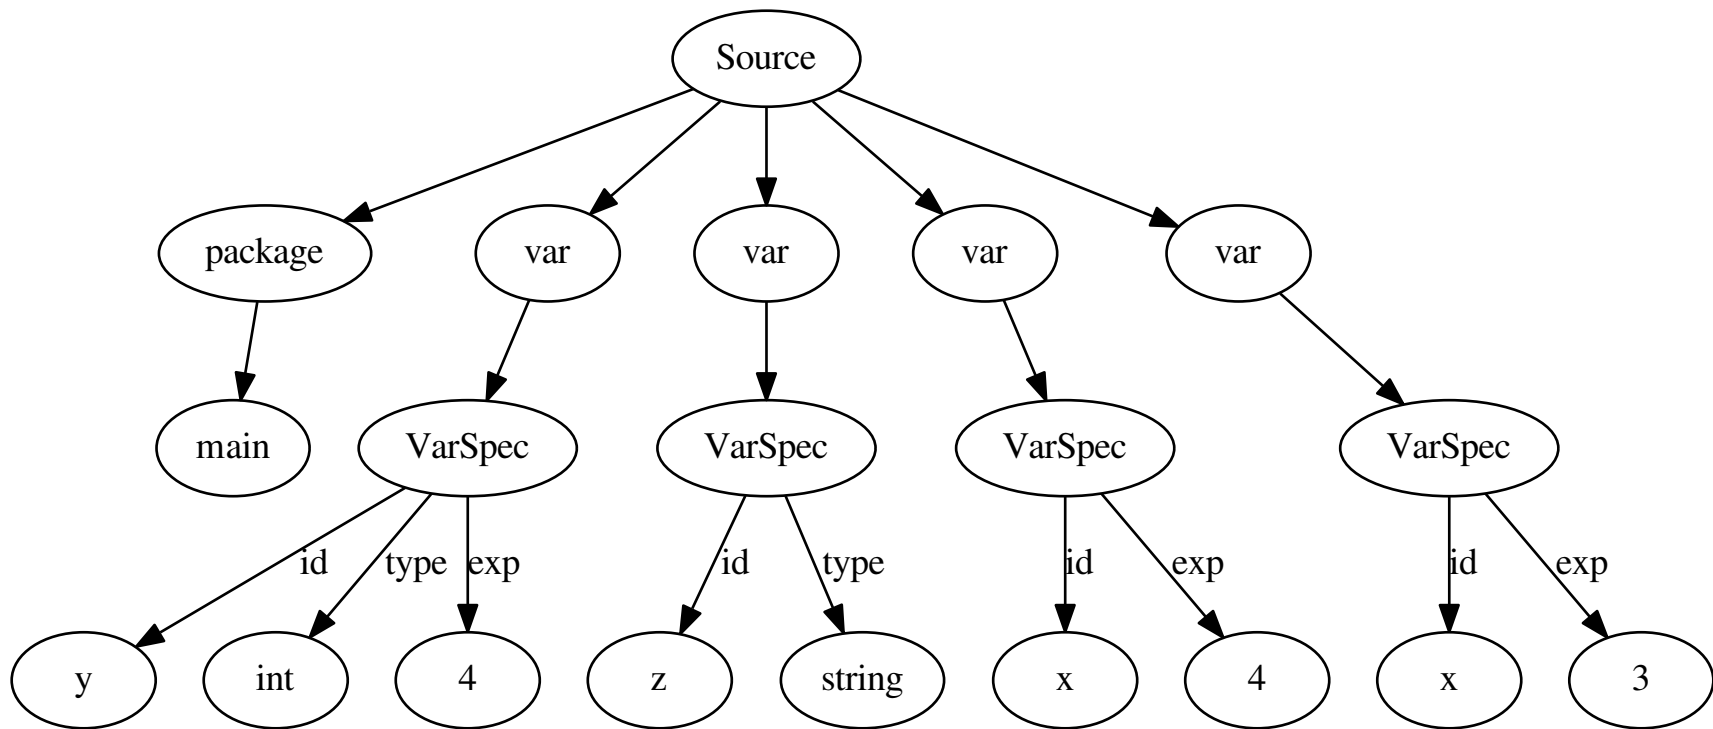 Source
package var var var var
main VarSpec VarSpec VarSpec VarSpec
id type exp id type id exp id exp
y int 4 z string x 4 x 3